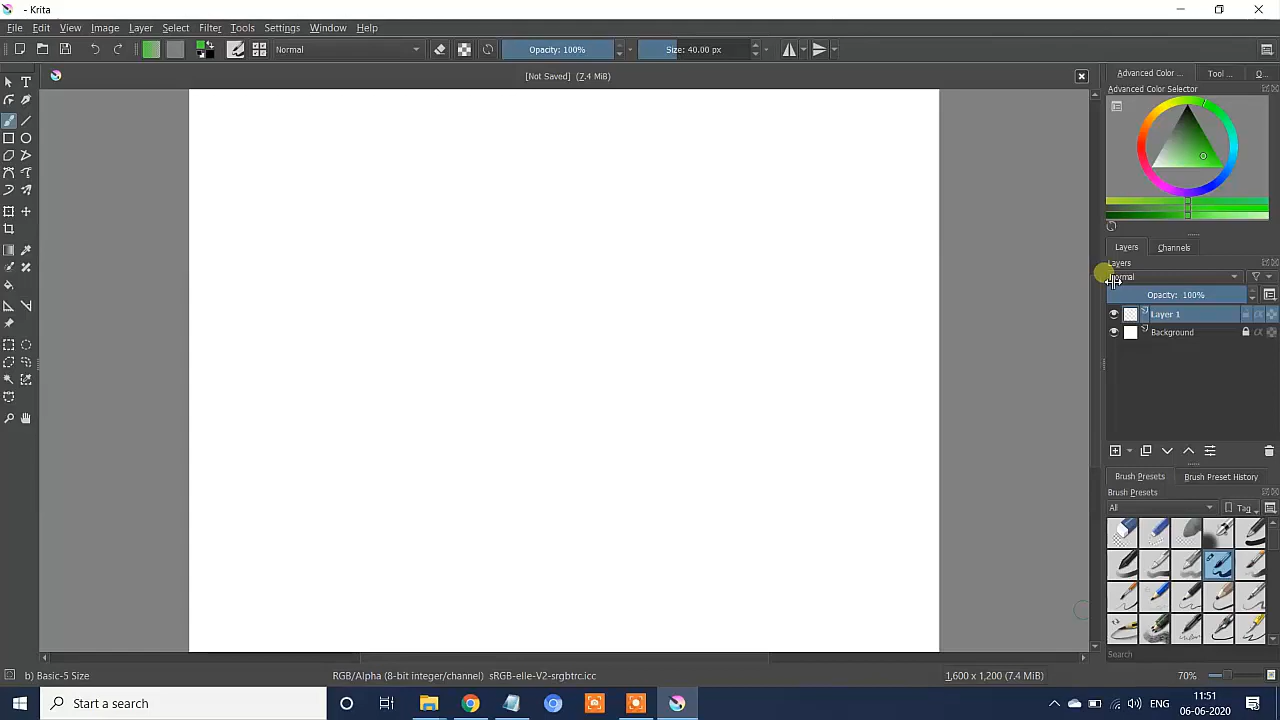 - Krita
File Edit View Image Layer Select Filter Tools Settings Window Help
Normal Opacity: 100% Size: 40.00 px
[Not Saved] (7.4 MiB)
Advanced Color ... Tool ... O...
Advanced Color Selector
Layers Channels
Layers
Normal
Opacity: 100%
Layer 1
Background
Brush Presets Brush Preset History
Brush Presets
All Tag
Search
b) Basic-5 Size RGB/Alpha (8-bit integer/channel) sRGB-elle-V2-srgbtrc.icc 1,600 x 1,200 (7.4 MiB) 70%
Start a search ENG 11:51
06-06-2020